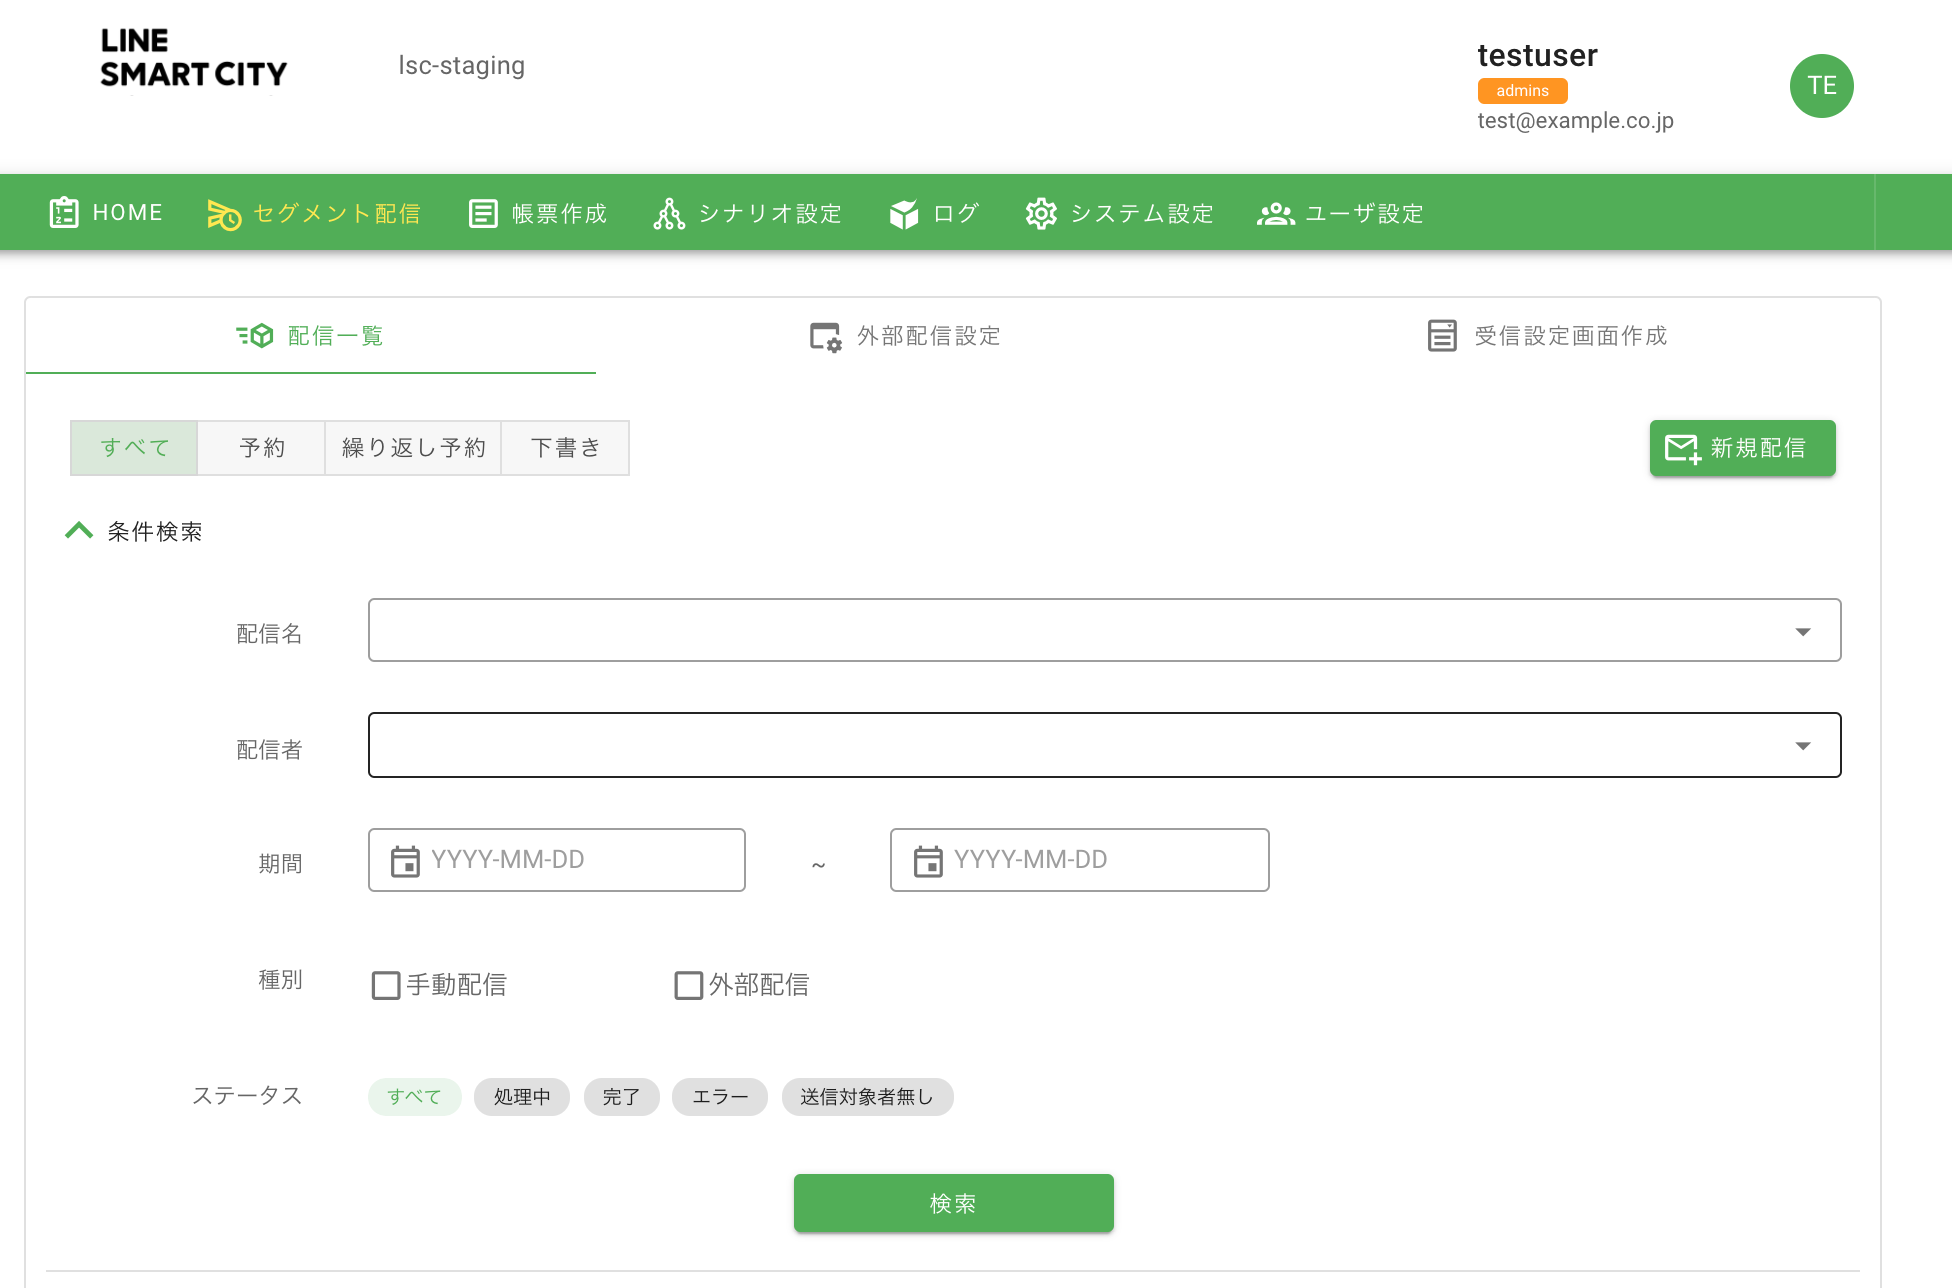 LINE
SMART CITY
lsc-staging
testuser
admins
test@example.co.jp
TE
HOME セグメント配信 帳票作成 シナリオ設定 ログ システム設定 ユーザ設定
配信一覧 外部配信設定 受信設定画面作成
すべて 予約 繰り返し予約 下書き 新規配信
条件検索
配信名
配信者
期間 YYYY-MM-DD ~ YYYY-MM-DD
種別 手動配信 外部配信
ステータス すべて 処理中 完了 エラー 送信対象者無し
検索